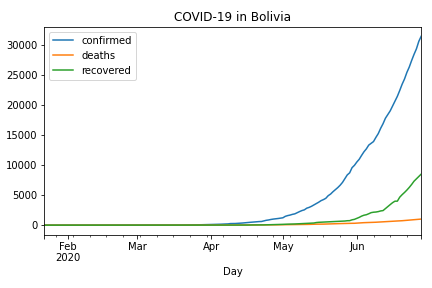 COVID-19 in Bolivia
confirmed
deaths
recovered
30000
25000
20000
15000
10000
5000
0
Feb Mar Apr May Jun
2020
Day